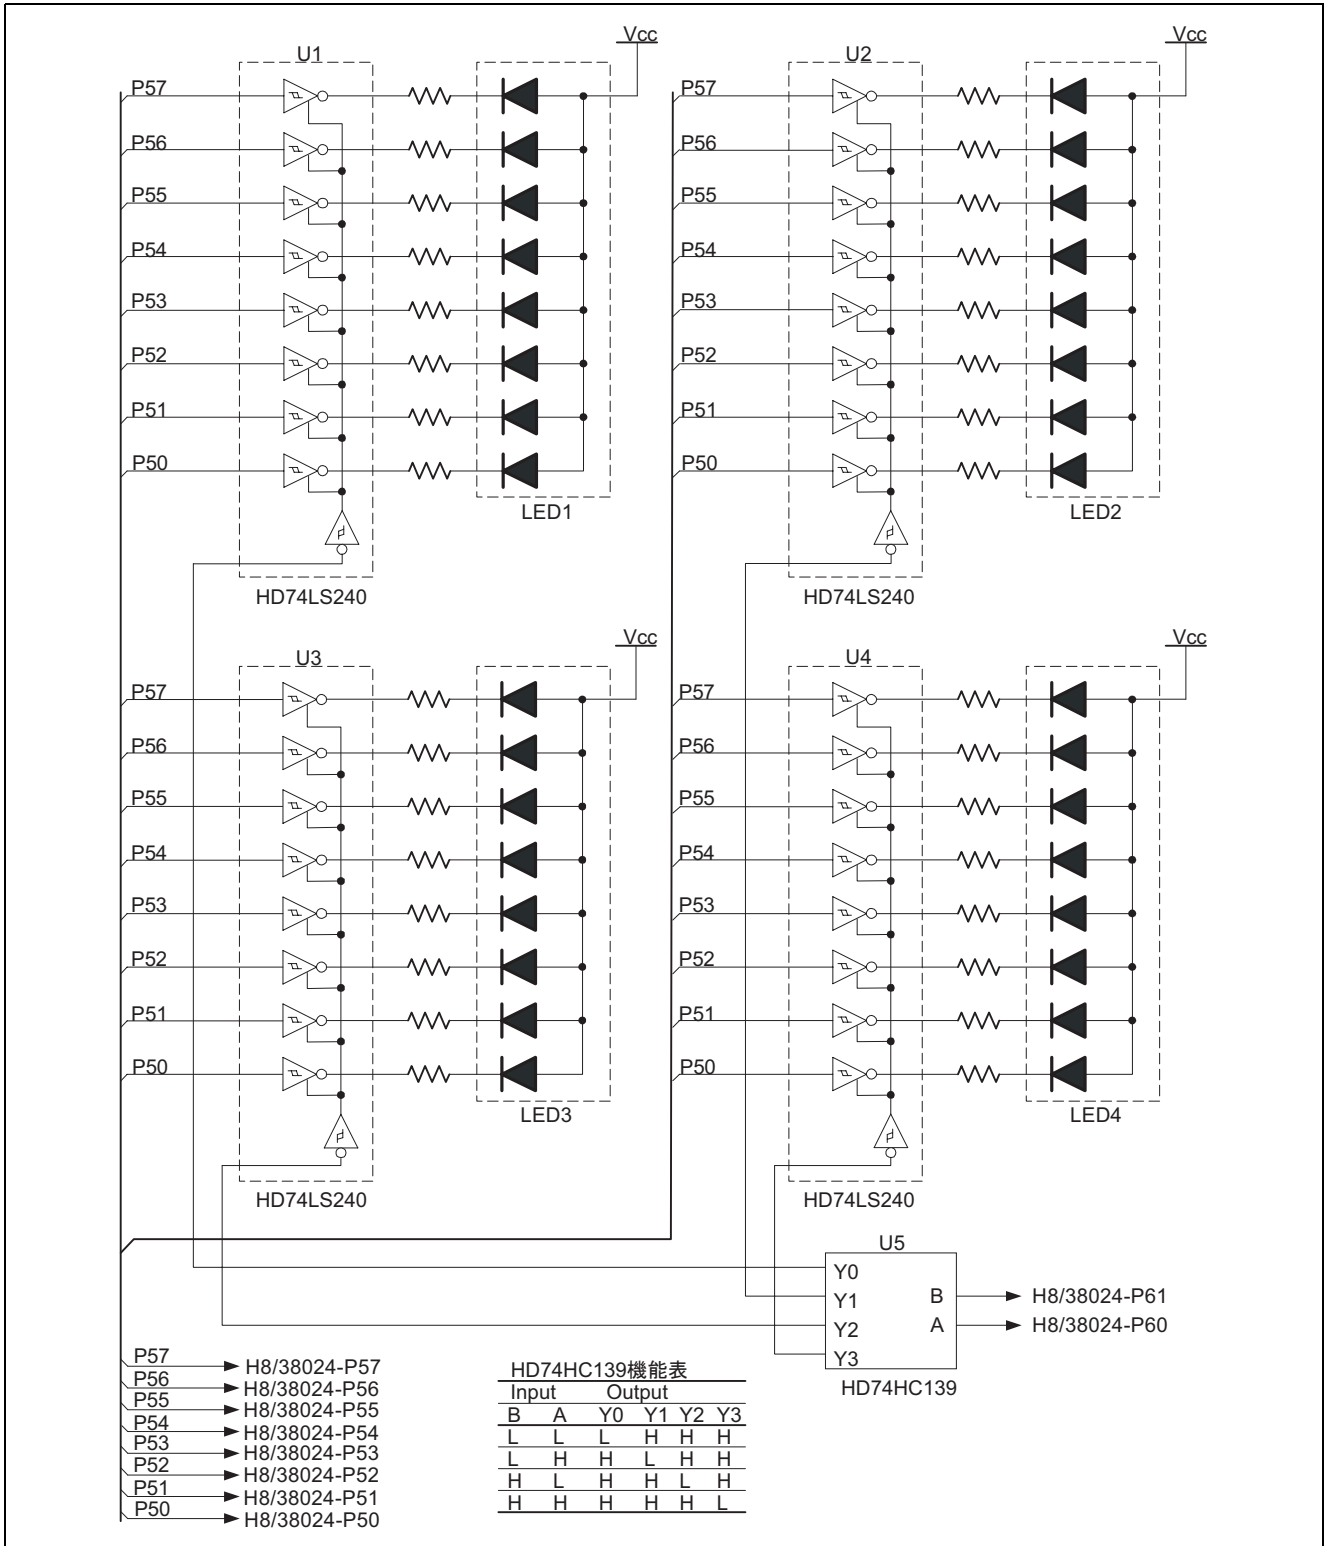 Vcc
Vcc
U1
U2
P57
P57
P56
P56
P55
P55
P54
P54
P53
P53
P52
P52
P51
P51
P50
P50
LED1
LED2
HD74LS240
HD74LS240
Vcc
Vcc
U3
U4
P57
P57
P56
P56
P55
P55
P54
P54
P53
P53
P52
P52
P51
P51
P50
P50
LED3
LED4
HD74LS240
HD74LS240
U5
Y0
Y1
B
H8/38024-P61
Y2
A
H8/38024-P60
Y3
HD74HC139
P57
H8/38024-P57
P56
H8/38024-P56
P55
H8/38024-P55
P54
H8/38024-P54
P53
H8/38024-P53
P52
H8/38024-P52
P51
H8/38024-P51
P50
H8/38024-P50
HD74HC139機能表
Input Output
B A Y0 Y1 Y2 Y3
L L L H H H
L H H L H H
H L H H L H
H H H H H L